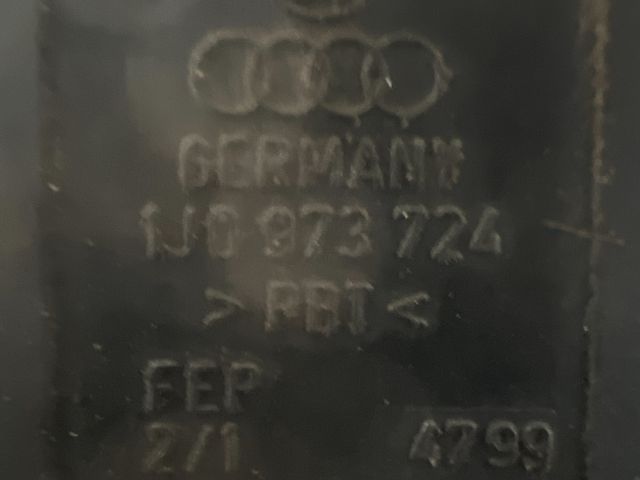 GERMANY
1J0 973 724
> PBT <
FEP
2/1 4799